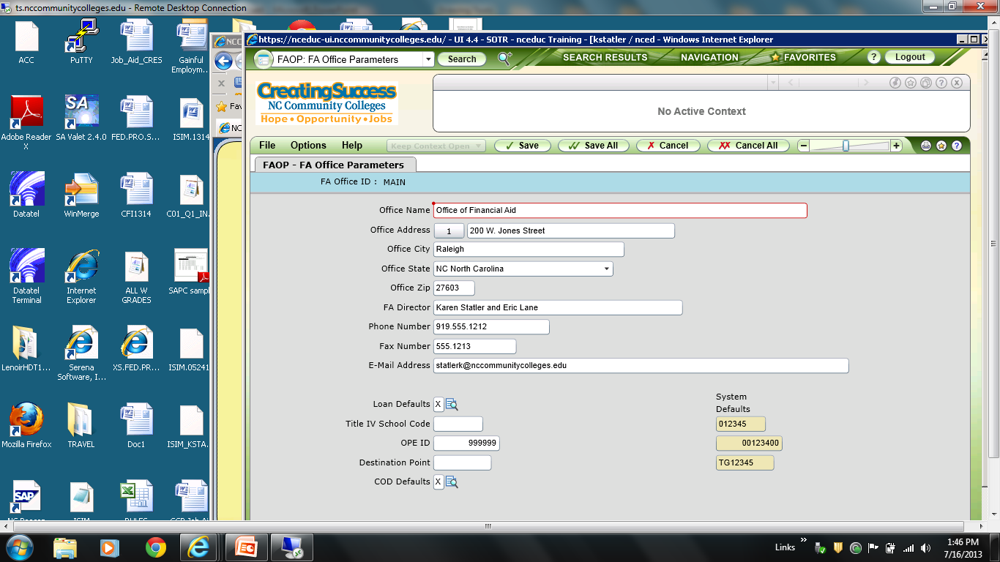 ts.nccommunitycolleges.edu - Remote Desktop Connection
https://nceduc-ui.nccommunitycolleges.edu/ - UI 4.4 - SOTR - nceduc Training - [kstatler / nced - Windows Internet Explorer
FAOP: FA Office Parameters
Search
SEARCH RESULTS
NAVIGATION
FAVORITES
?
Logout
CreatingSuccess
NC Community Colleges
Hope • Opportunity • Jobs
No Active Context
File Options Help Keep Context Open Save Save All Cancel Cancel All
FAOP - FA Office Parameters
FA Office ID : MAIN
Office Name Office of Financial Aid
Office Address 1 200 W. Jones Street
Office City Raleigh
Office State NC North Carolina
Office Zip 27603
FA Director Karen Statler and Eric Lane
Phone Number 919.555.1212
Fax Number 555.1213
E-Mail Address statlerk@nccommunitycolleges.edu
System
Defaults
Loan Defaults X
Title IV School Code 012345
OPE ID 999999 00123400
Destination Point TG12345
COD Defaults X
ACC
PuTTY
Job_Aid_CRES
Gainful
Employm...
Adobe Reader
X
SA Valet 2.4.0
FED.PRO.S...
ISIM.1314
Datatel
WinMerge
CFI1314
C01_Q1_IN.
Datatel
Terminal
Internet
Explorer
ALL W
GRADES
SAPC sampl
LenoirHDT1...
Serena
Software, I...
XS.FED.PR...
ISIM.05241
Mozilla Firefox
TRAVEL
Doc1
ISIM_KSTA.
SAP
ISIM
RULES
NCC
Fav
NC
Links
1:46 PM
7/16/2013